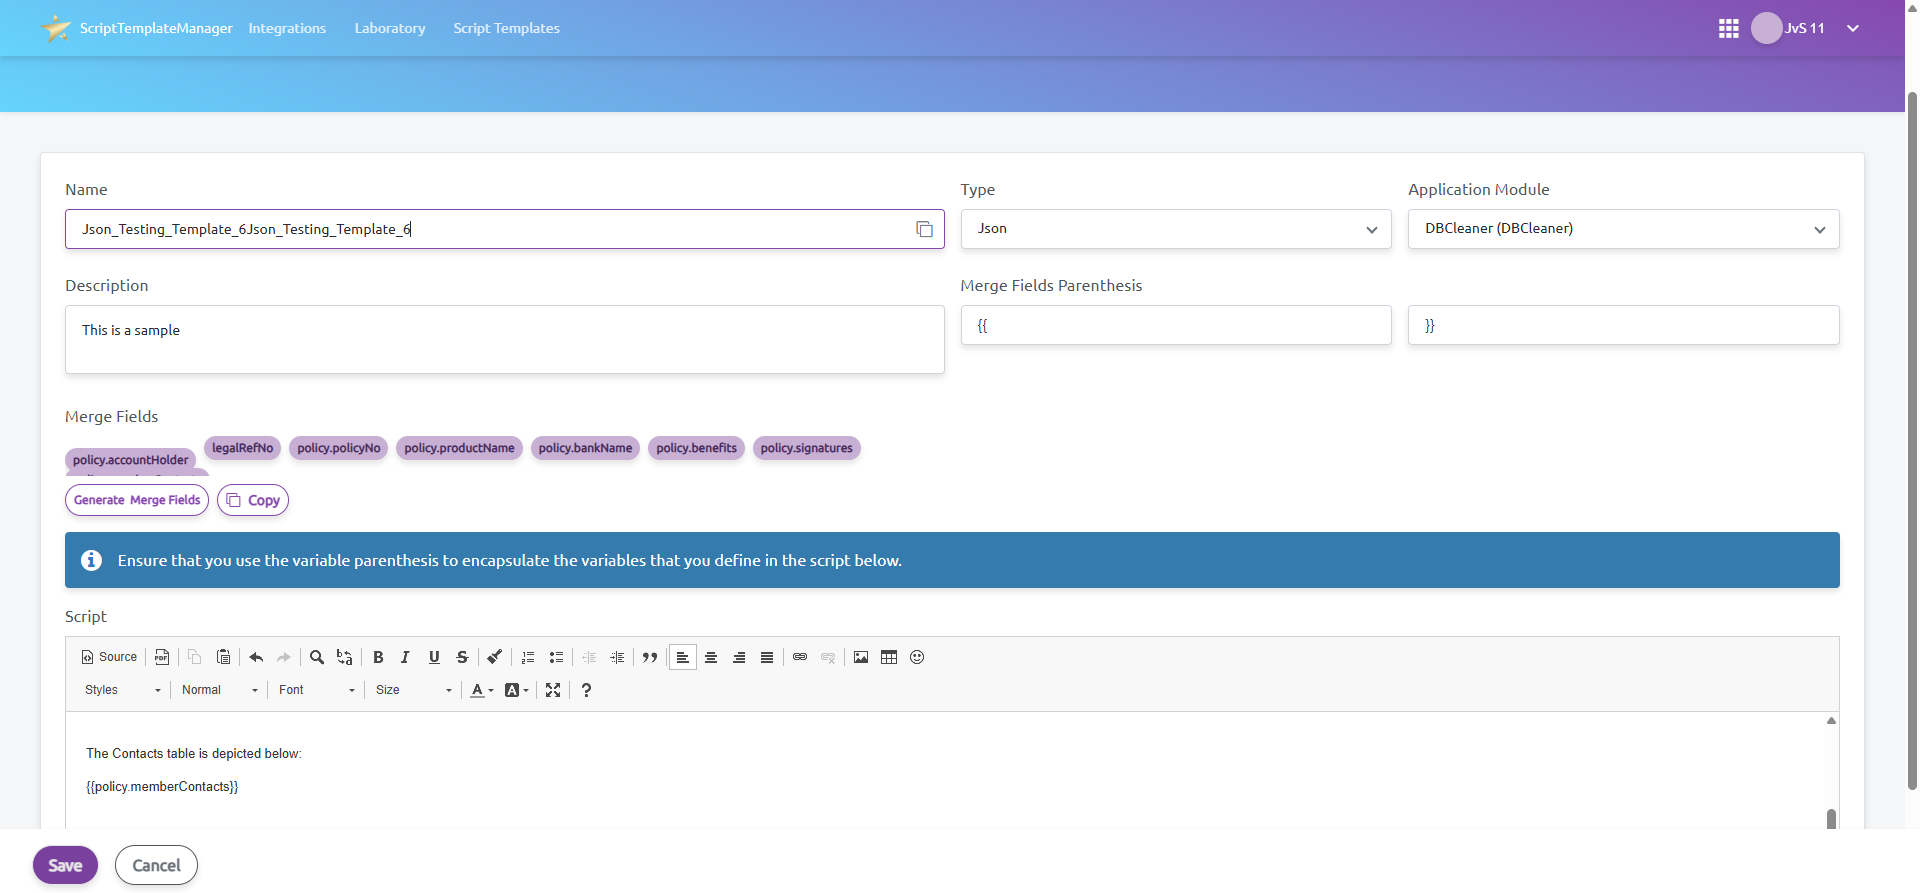 ScriptTemplateManager Integrations Laboratory Script Templates JvS 11
Name Type Application Module
Json_Testing_Template_6Json_Testing_Template_6 Json DBCleaner (DBCleaner)
Description Merge Fields Parenthesis
This is a sample {{ }}
Merge Fields
policy.accountHolder legalRefNo policy.policyNo policy.productName policy.bankName policy.benefits policy.signatures
Generate Merge Fields Copy
Ensure that you use the variable parenthesis to encapsulate the variables that you define in the script below.
Script
Source
Styles Normal Font Size
The Contacts table is depicted below:
{{policy.memberContacts}}
Save Cancel